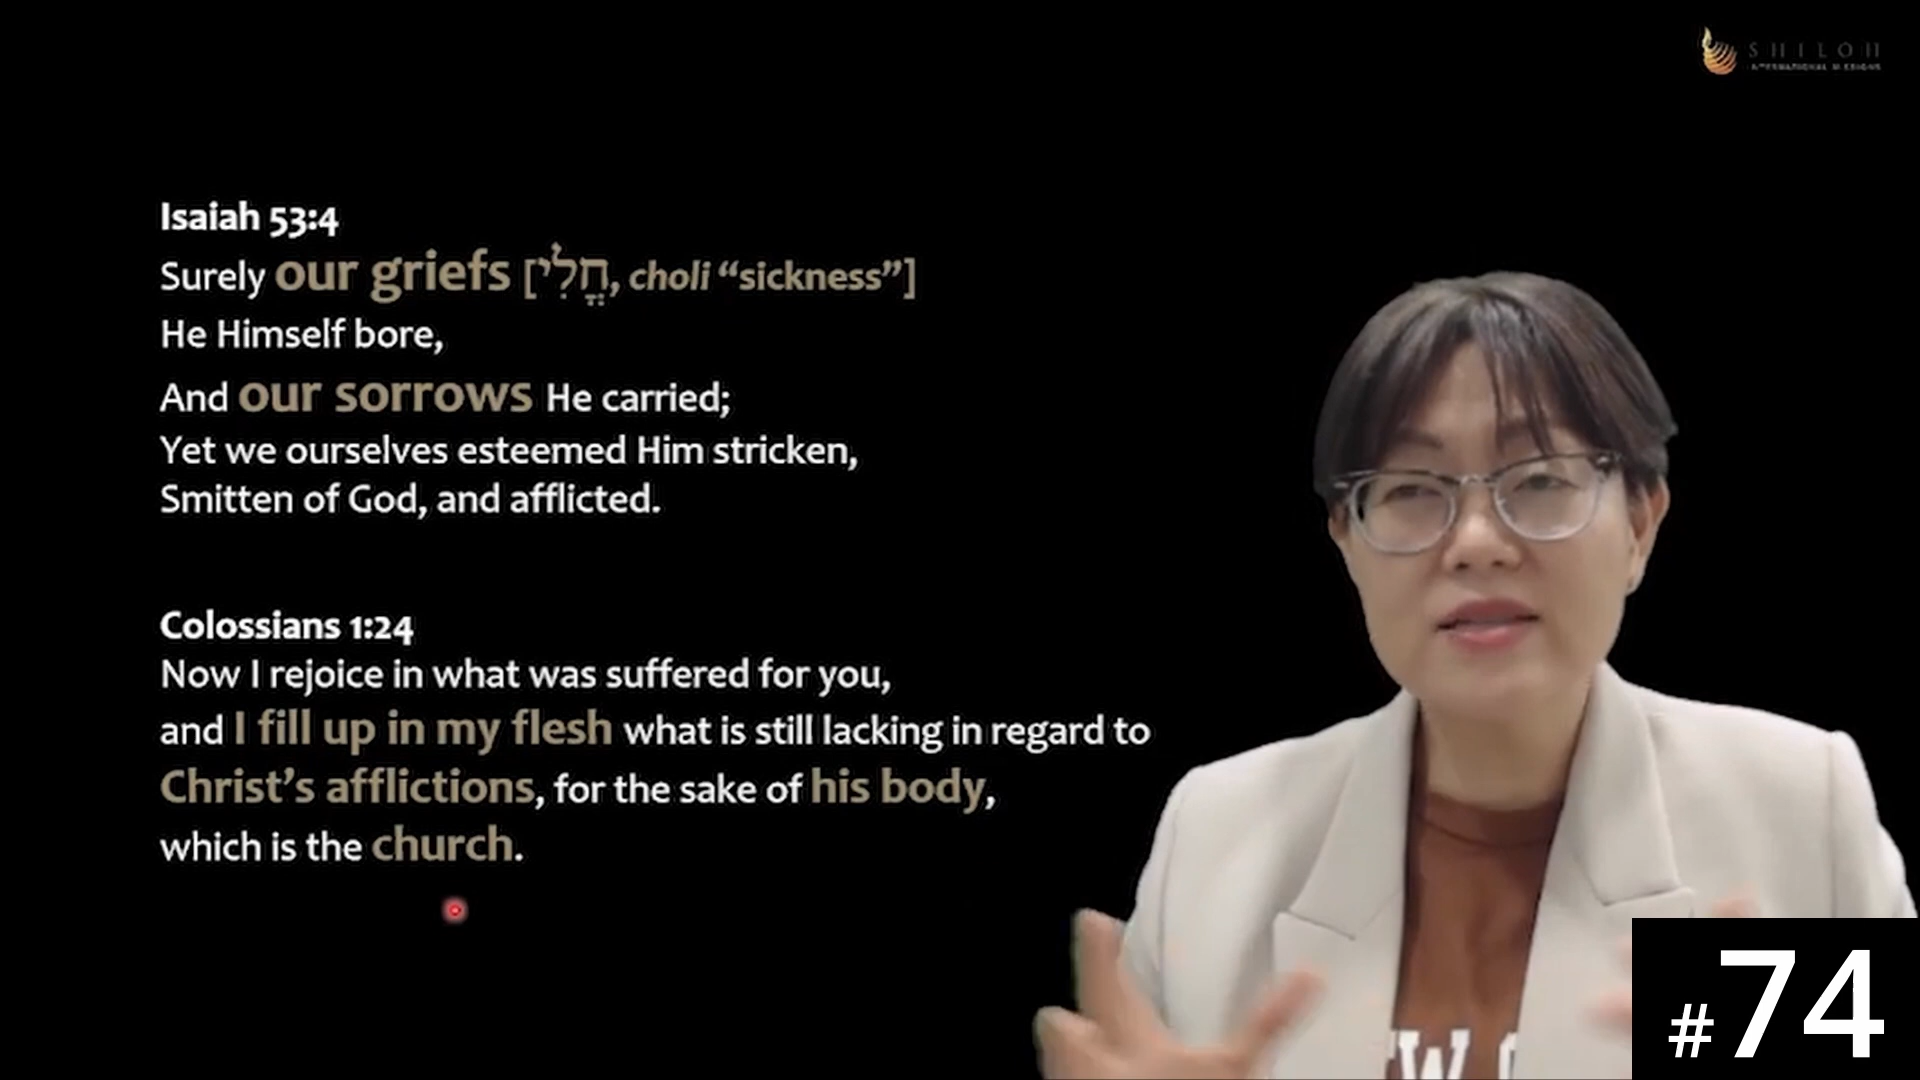 SHILOH
INTERNATIONAL MISSIONS
Isaiah 53:4
Surely our griefs [חֳלִי, choli “sickness”]
He Himself bore,
And our sorrows He carried;
Yet we ourselves esteemed Him stricken,
Smitten of God, and afflicted.
Colossians 1:24
Now I rejoice in what was suffered for you,
and I fill up in my flesh what is still lacking in regard to
Christ’s afflictions, for the sake of his body,
which is the church.
#74